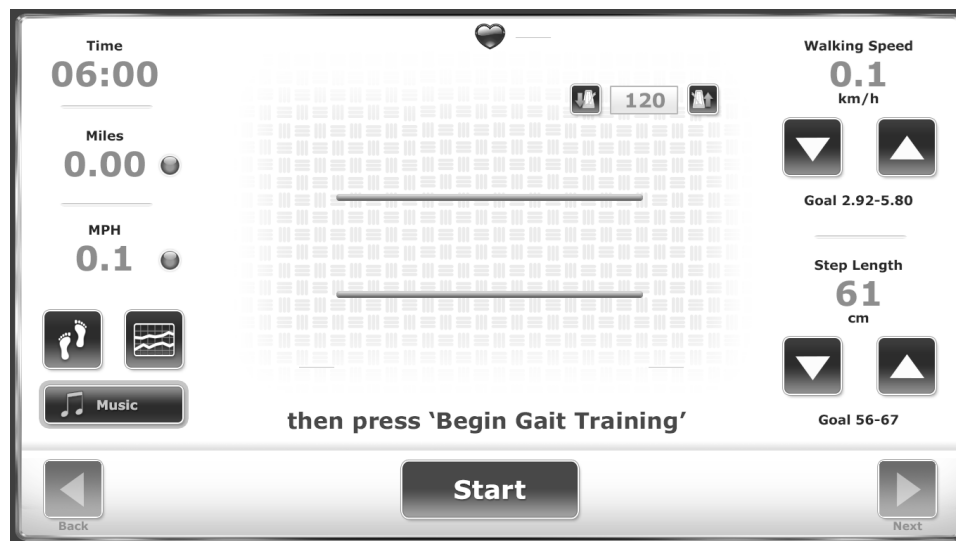 Time
06:00
Miles
0.00
MPH
0.1
Music
120
then press ‘Begin Gait Training’
Walking Speed
0.1
km/h
Goal 2.92-5.80
Step Length
61
cm
Goal 56-67
Back
Start
Next